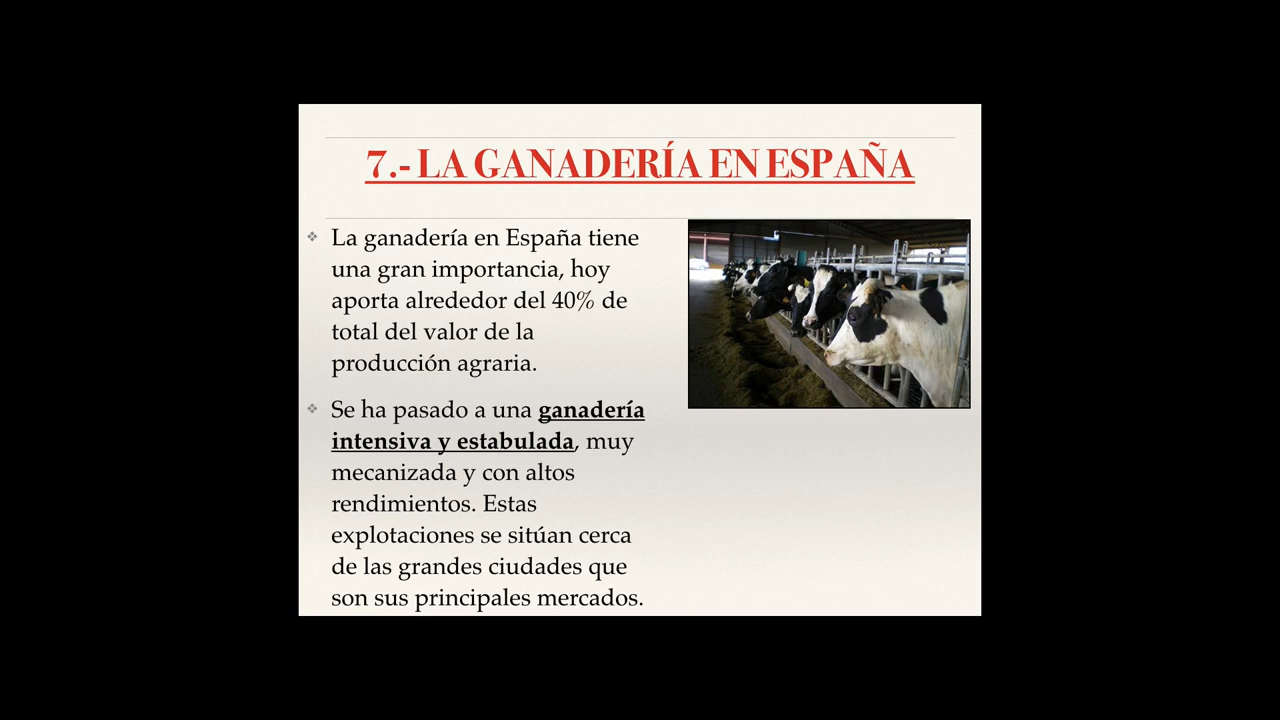 7.- LA GANADERÍA EN ESPAÑA
La ganadería en España tiene
una gran importancia, hoy
aporta alrededor del 40% de
total del valor de la
producción agraria.
Se ha pasado a una ganadería
intensiva y estabulada, muy
mecanizada y con altos
rendimientos. Estas
explotaciones se sitúan cerca
de las grandes ciudades que
son sus principales mercados.